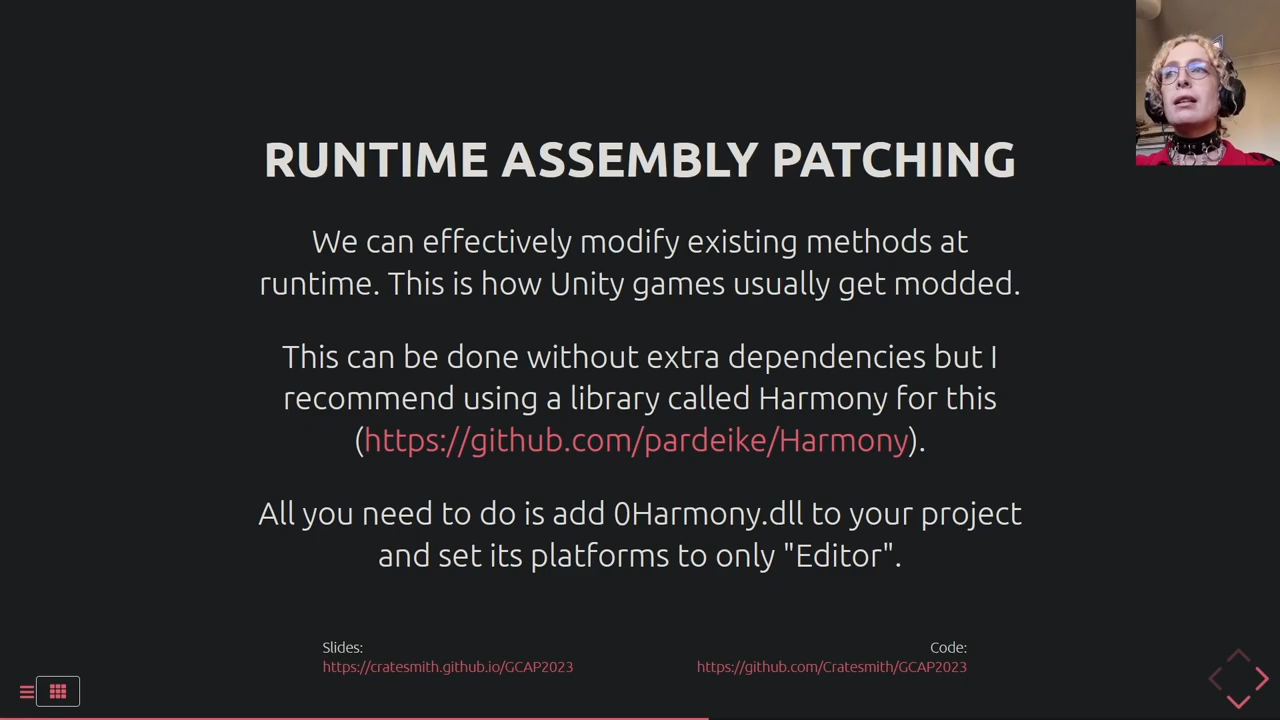 RUNTIME ASSEMBLY PATCHING
We can effectively modify existing methods at
runtime. This is how Unity games usually get modded.
This can be done without extra dependencies but I
recommend using a library called Harmony for this
(https://github.com/pardeike/Harmony).
All you need to do is add 0Harmony.dll to your project
and set its platforms to only "Editor".
Slides:
https://cratesmith.github.io/GCAP2023
Code:
https://github.com/Cratesmith/GCAP2023